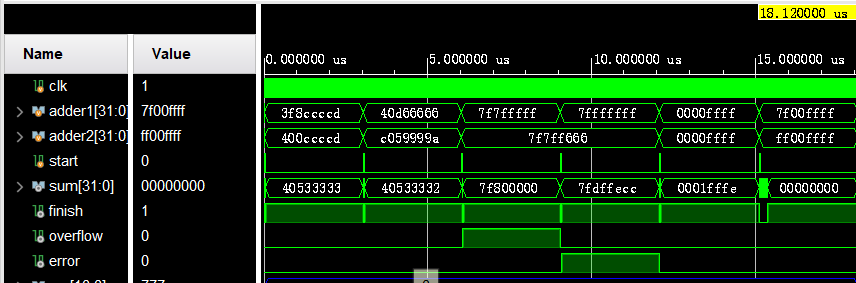 18.120000 us
Name Value
0.000000 us 5.000000 us 10.000000 us 15.000000 us
clk 1
adder1[31:0] 7f00ffff 3f8ccccd 40d66666 7f7fffff 7fffffff 0000ffff 7f00ffff
adder2[31:0] ff00ffff 400ccccd c059999a 7f7ff666 0000ffff ff00ffff
start 0
sum[31:0] 00000000 40533333 40533332 7f800000 7fdffecc 0001fffe 00000000
finish 1
overflow 0
error 0